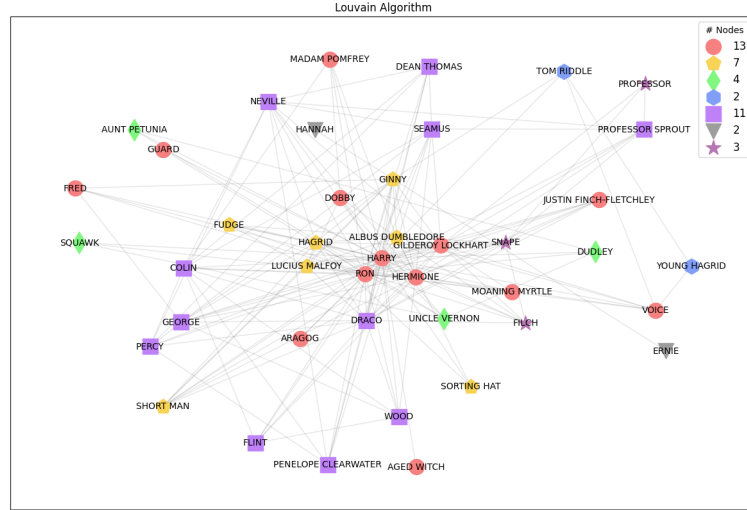 Louvain Algorithm
# Nodes
13
7
4
2
11
2
3
MADAM POMFREY
DEAN THOMAS
TOM RIDDLE
PROFESSOR
NEVILLE
AUNT PETUNIA
HANNAH
SEAMUS
PROFESSOR SPROUT
GUARD
GINNY
FRED
DOBBY
JUSTIN FINCH-FLETCHLEY
FUDGE
ALBUS DUMBLEDORE
SQUAWK
HAGRID
GILDEROY LOCKHART
SNAPE
DUDLEY
HARRY
COLIN
LUCIUS MALFOY
RON
HERMIONE
YOUNG HAGRID
MOANING MYRTLE
GEORGE
DRACO
UNCLE VERNON
FILCH
VOICE
PERCY
ARAGOG
ERNIE
SORTING HAT
SHORT MAN
WOOD
FLINT
PENELOPE CLEARWATER
AGED WITCH